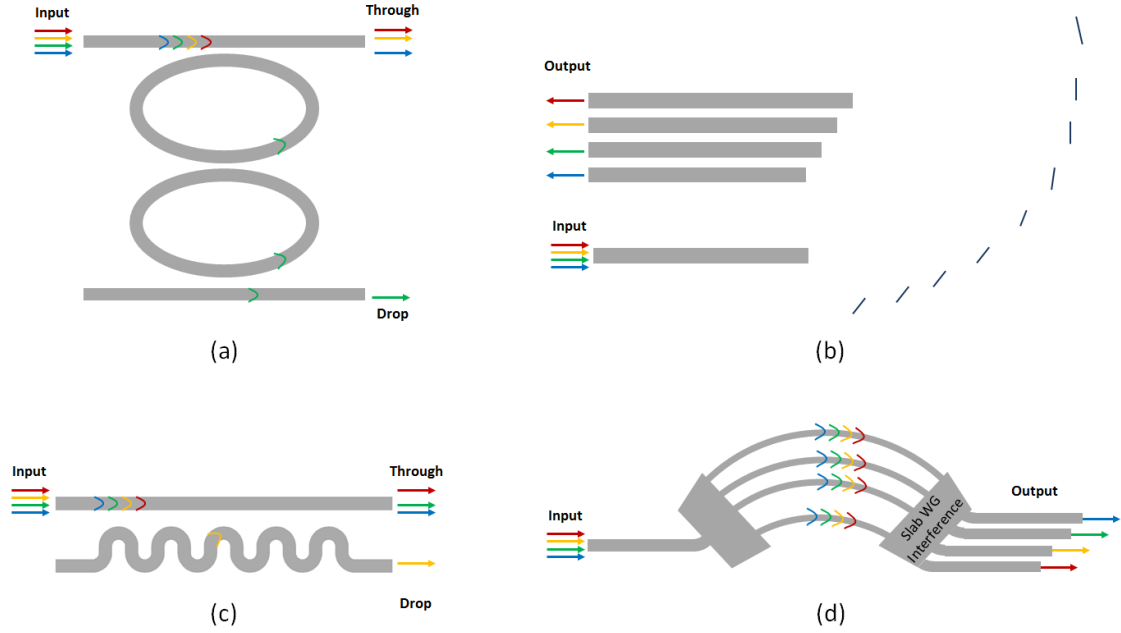 Input
Through
Drop
(a)
Output
Input
(b)
Input
Through
Drop
(c)
Input
Slab WG
Interference
Output
(d)